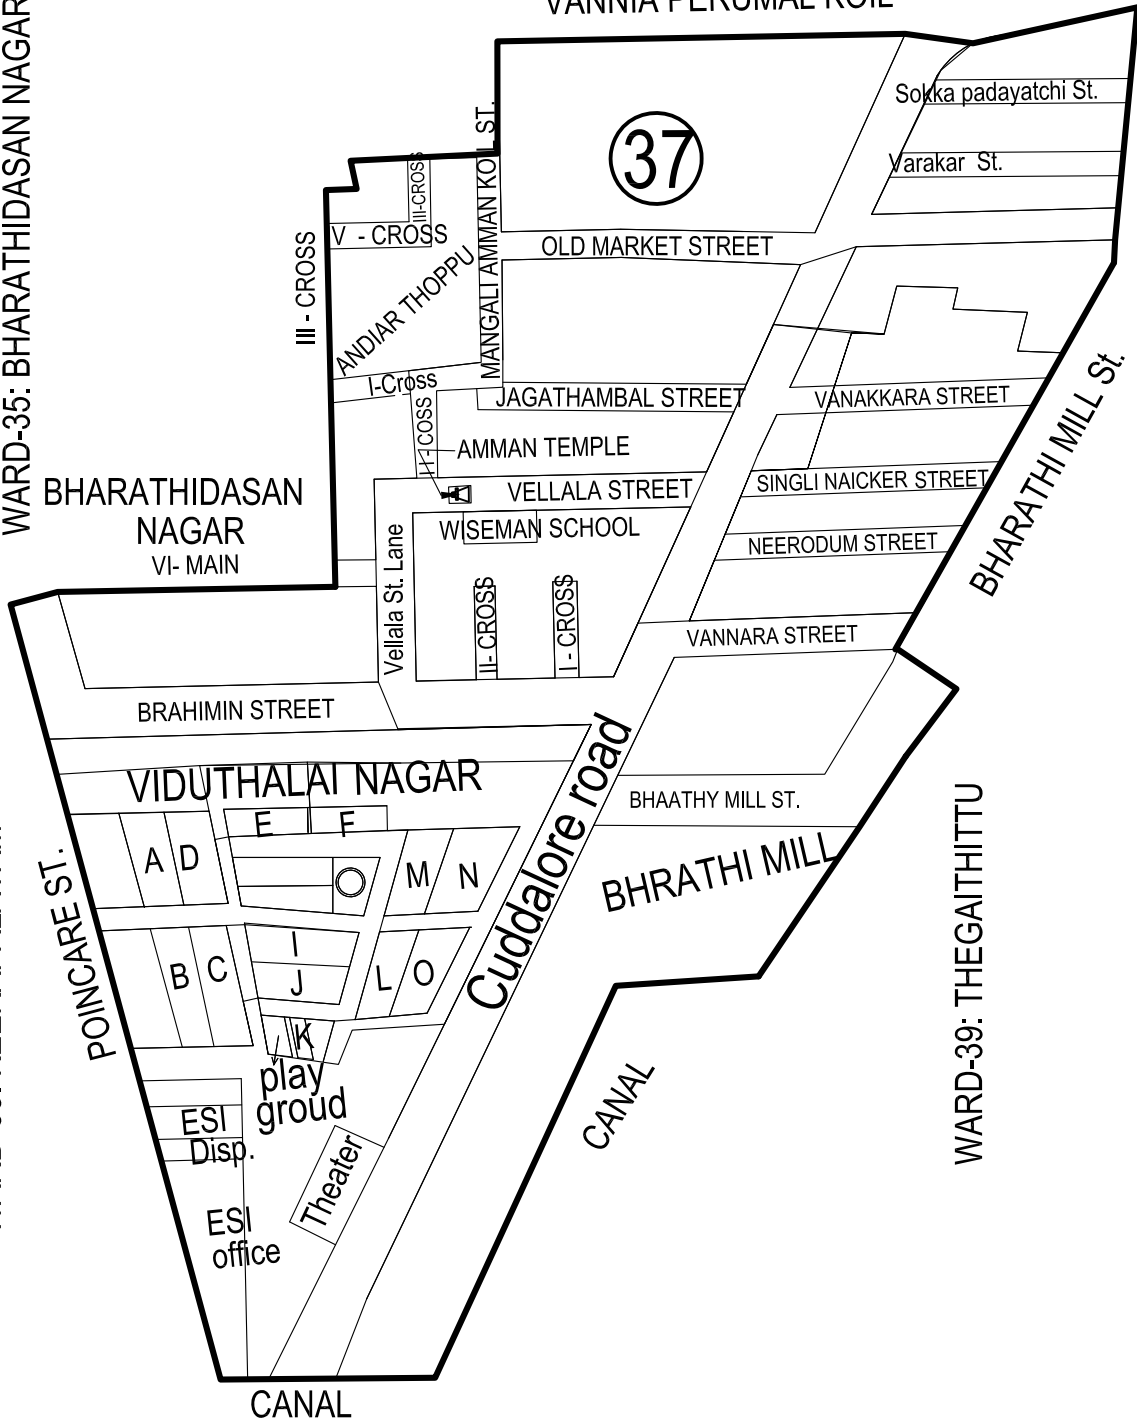 VANNIA PERUMAL KOIL
WARD-35: BHARATHIDASAN NAGAR
37
Sokka padayatchi St.
Varakar St.
III-CROSS
V - CROSS
MANGALI AMMAN KOIL ST.
OLD MARKET STREET
III - CROSS
ANDIAR THOPPU
I-Cross
JAGATHAMBAL STREET
VANAKKARA STREET
BHARATHI MILL St.
II - COSS
AMMAN TEMPLE
BHARATHIDASAN
NAGAR
VI- MAIN
VELLALA STREET
SINGLI NAICKER STREET
WISEMAN SCHOOL
NEERODUM STREET
Vellala St. Lane
II- CROSS
I - CROSS
VANNARA STREET
BRAHIMIN STREET
VIDUTHALAI NAGAR
Cuddalore road
BHAATHY MILL ST.
BHRATHI MILL
WARD-39: THEGAITHITTU
E
F
A
D
M
N
POINCARE ST.
I
J
B
C
L
O
K
play
groud
ESI
Disp.
Theater
CANAL
ESI
office
CANAL